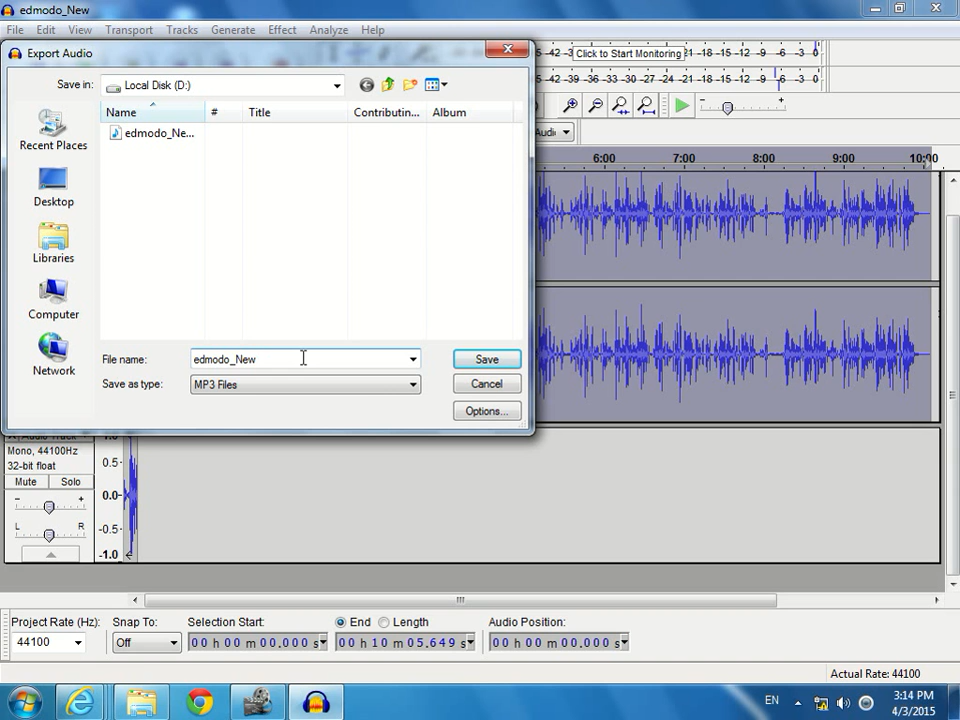 edmodo_New
File Edit View Transport Tracks Generate Effect Analyze Help
Export Audio
Save in: Local Disk (D:)
Name # Title Contributin... Album
edmodo_Ne...
Recent Places
Desktop
Libraries
Computer
Network
File name: edmodo_New
Save as type: MP3 Files
Save
Cancel
Options...
-42 -39 Click to Start Monitoring -21 -18 -15 -12 -9 -6 -3 0
-42 -39 -36 -33 -30 -27 -24 -21 -18 -15 -12 -9 -6 -3 0
6:00 7:00 8:00 9:00 10:00
Mono, 44100Hz
32-bit float
Mute Solo
- +
L R
0.5
0.0
-0.5
-1.0
Project Rate (Hz): Snap To: Selection Start: End Length Audio Position:
44100 Off 00 h 00 m 00.000 s 00 h 10 m 05.649 s 00 h 00 m 00.000 s
Actual Rate: 44100
EN
3:14 PM
4/3/2015